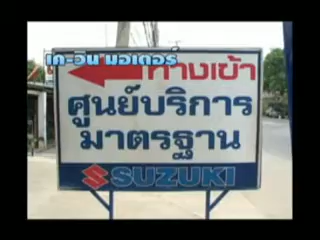 เค-วิน มอเตอร์
ทางเข้า
ศูนย์บริการ
มาตรฐาน
SUZUKI